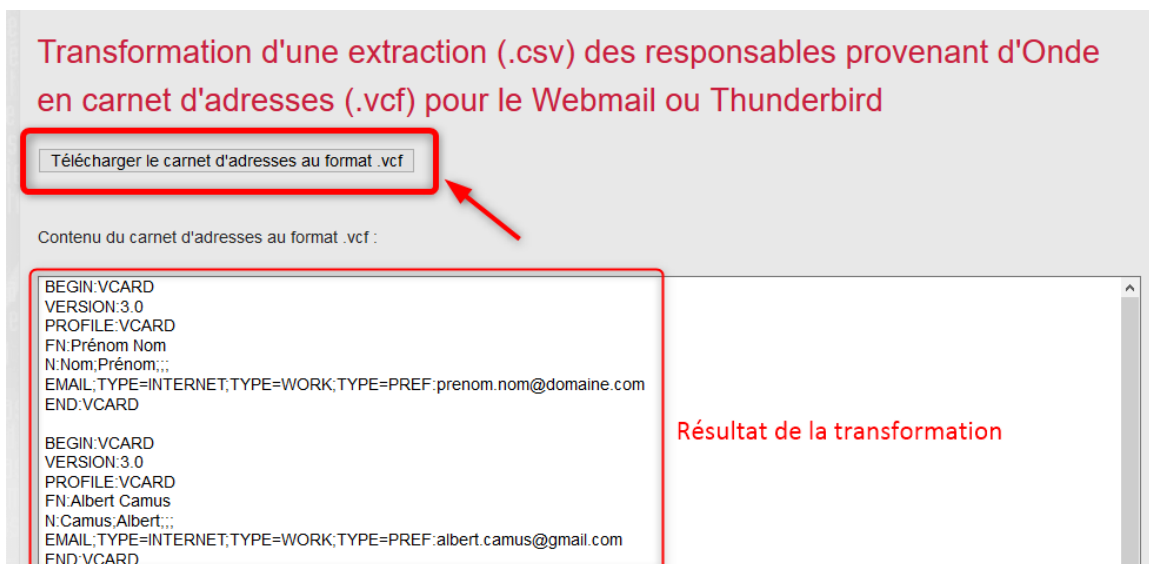 Transformation d'une extraction (.csv) des responsables provenant d'Onde
en carnet d'adresses (.vcf) pour le Webmail ou Thunderbird
Télécharger le carnet d'adresses au format .vcf
Contenu du carnet d'adresses au format .vcf :
BEGIN:VCARD
VERSION:3.0
PROFILE:VCARD
FN:Prénom Nom
N:Nom;Prénom;;;
EMAIL;TYPE=INTERNET;TYPE=WORK;TYPE=PREF:prenom.nom@domaine.com
END:VCARD
BEGIN:VCARD
VERSION:3.0
PROFILE:VCARD
FN:Albert Camus
N:Camus;Albert;;;
EMAIL;TYPE=INTERNET;TYPE=WORK;TYPE=PREF:albert.camus@gmail.com
END:VCARD
Résultat de la transformation